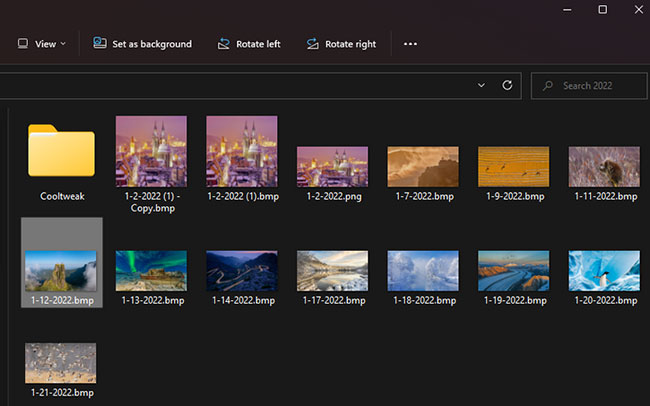 View
Set as background
Rotate left
Rotate right
Search 2022
Cooltweak
1-2-2022 (1) -
Copy.bmp
1-2-2022 (1).bmp
1-2-2022.png
1-7-2022.bmp
1-9-2022.bmp
1-11-2022.bmp
1-12-2022.bmp
1-13-2022.bmp
1-14-2022.bmp
1-17-2022.bmp
1-18-2022.bmp
1-19-2022.bmp
1-20-2022.bmp
1-21-2022.bmp